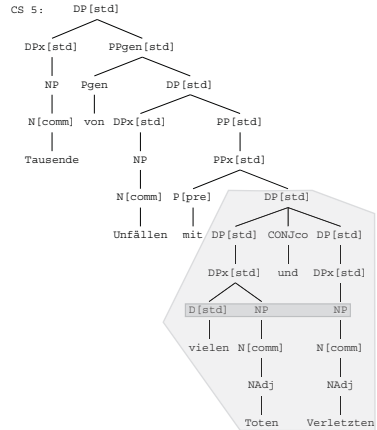 CS 5: DP[std]
DPx[std] PPgen[std]
NP Pgen DP[std]
N[comm] von DPx[std] PP[std]
Tausende NP PPx[std]
N[comm] P[pre] DP[std]
Unfällen mit DP[std] CONJco DP[std]
DPx[std] und DPx[std]
D[std] NP NP
vielen N[comm] N[comm]
NAdj NAdj
Toten Verletzten